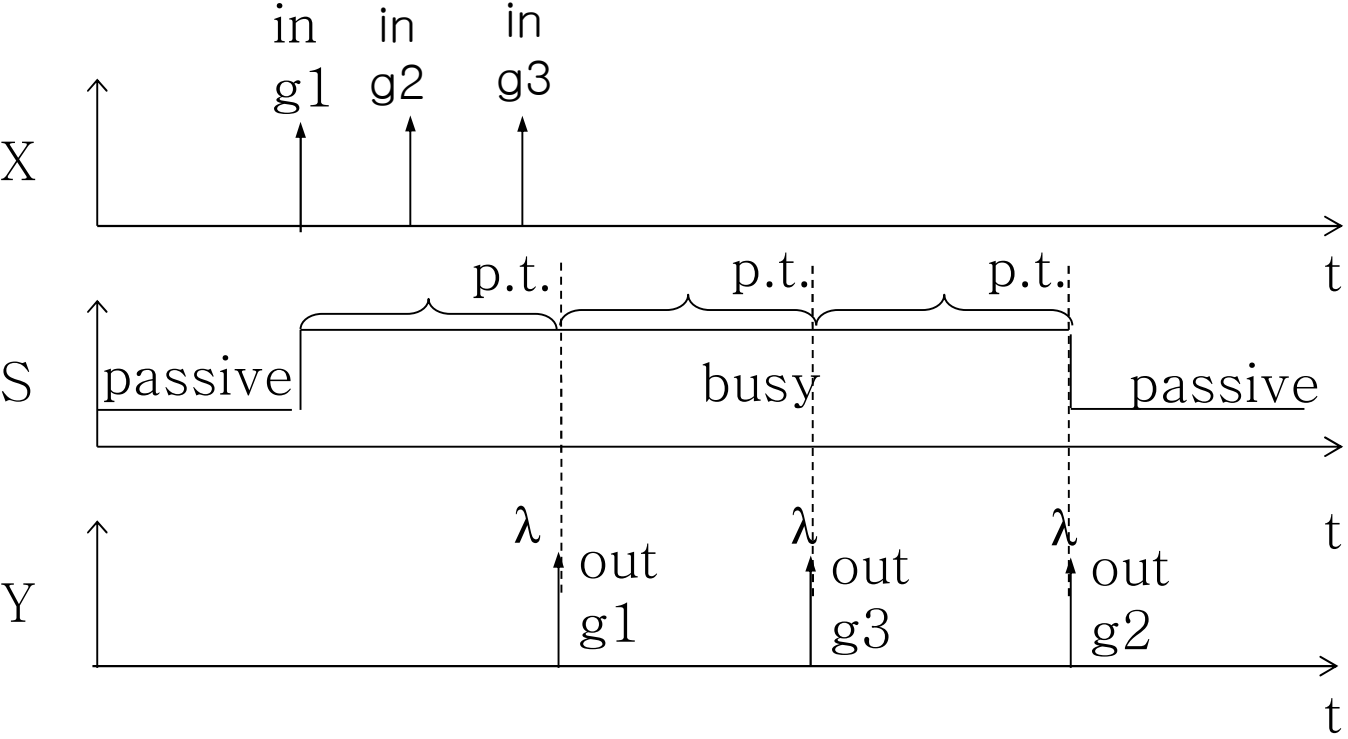 in in in
g1 g2 g3
X
t
p.t. p.t. p.t.
S passive busy passive
t
λ λ λ
out out out
Y
g1 g3 g2
t